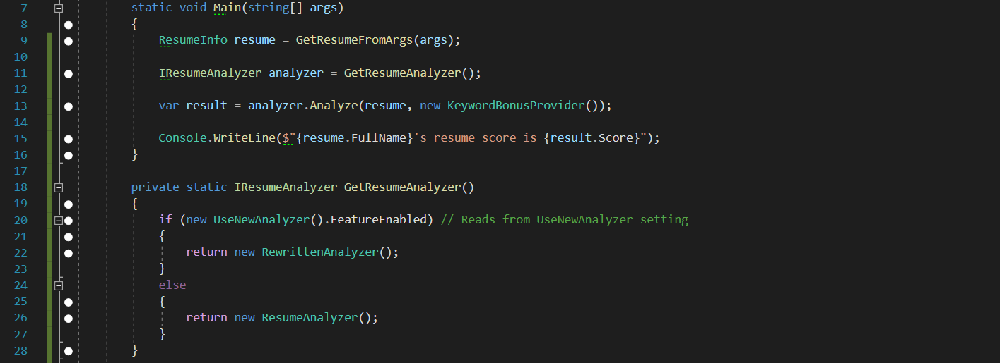 7 static void Main(string[] args)
8 {
9 ResumeInfo resume = GetResumeFromArgs(args);
10
11 IResumeAnalyzer analyzer = GetResumeAnalyzer();
12
13 var result = analyzer.Analyze(resume, new KeywordBonusProvider());
14
15 Console.WriteLine($"{resume.FullName}'s resume score is {result.Score}");
16 }
17
18 private static IResumeAnalyzer GetResumeAnalyzer()
19 {
20 if (new UseNewAnalyzer().FeatureEnabled) // Reads from UseNewAnalyzer setting
21 {
22 return new RewrittenAnalyzer();
23 }
24 else
25 {
26 return new ResumeAnalyzer();
27 }
28 }